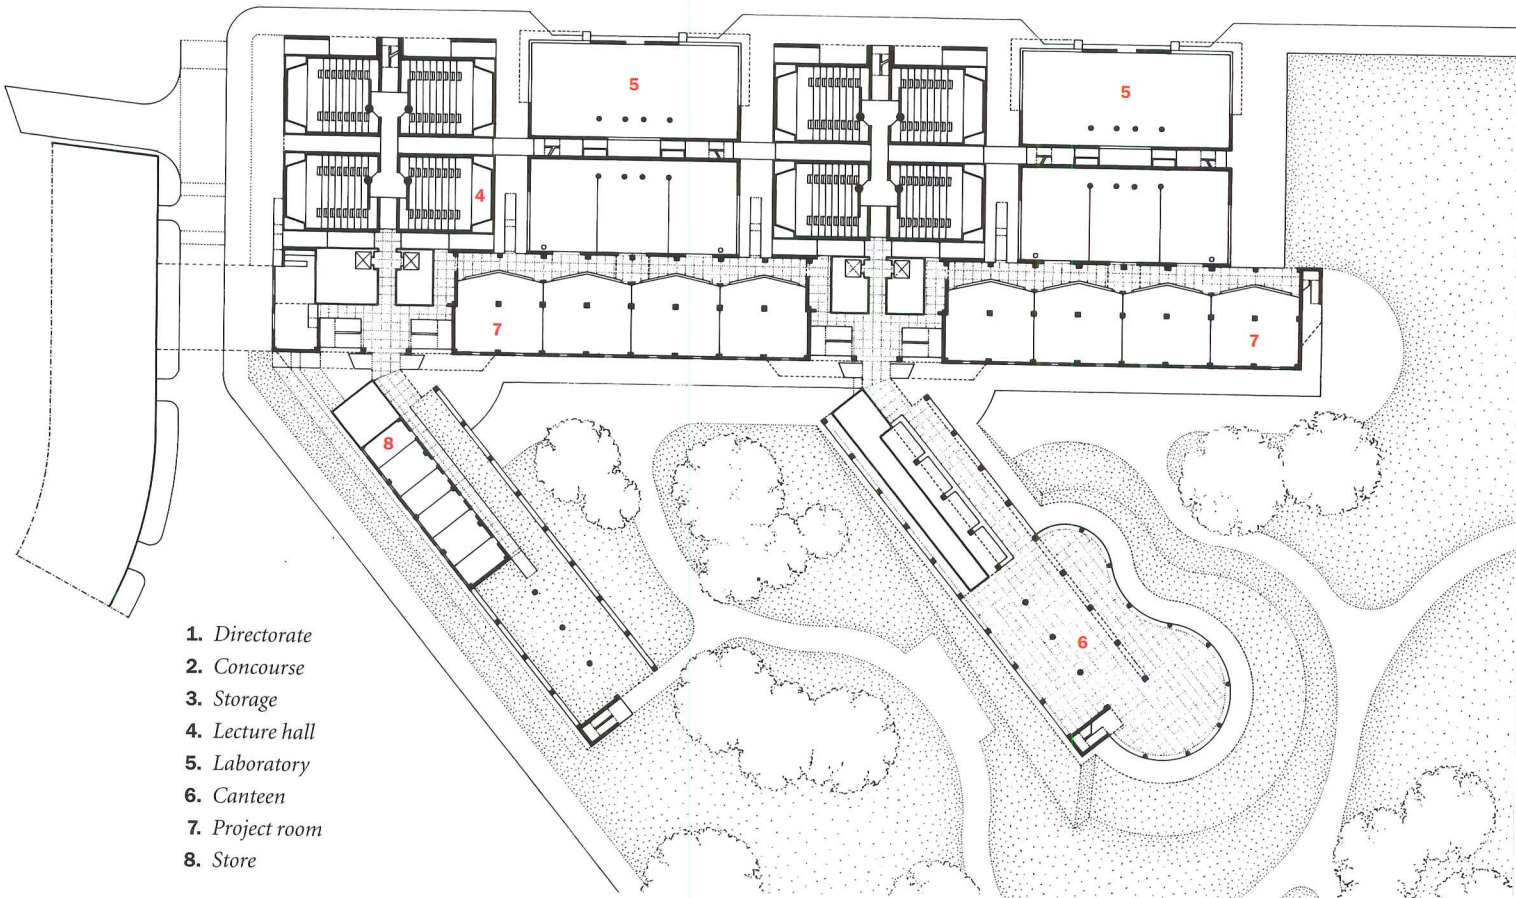 5
5
4
7
7
8
6
1. Directorate
2. Concourse
3. Storage
4. Lecture hall
5. Laboratory
6. Canteen
7. Project room
8. Store